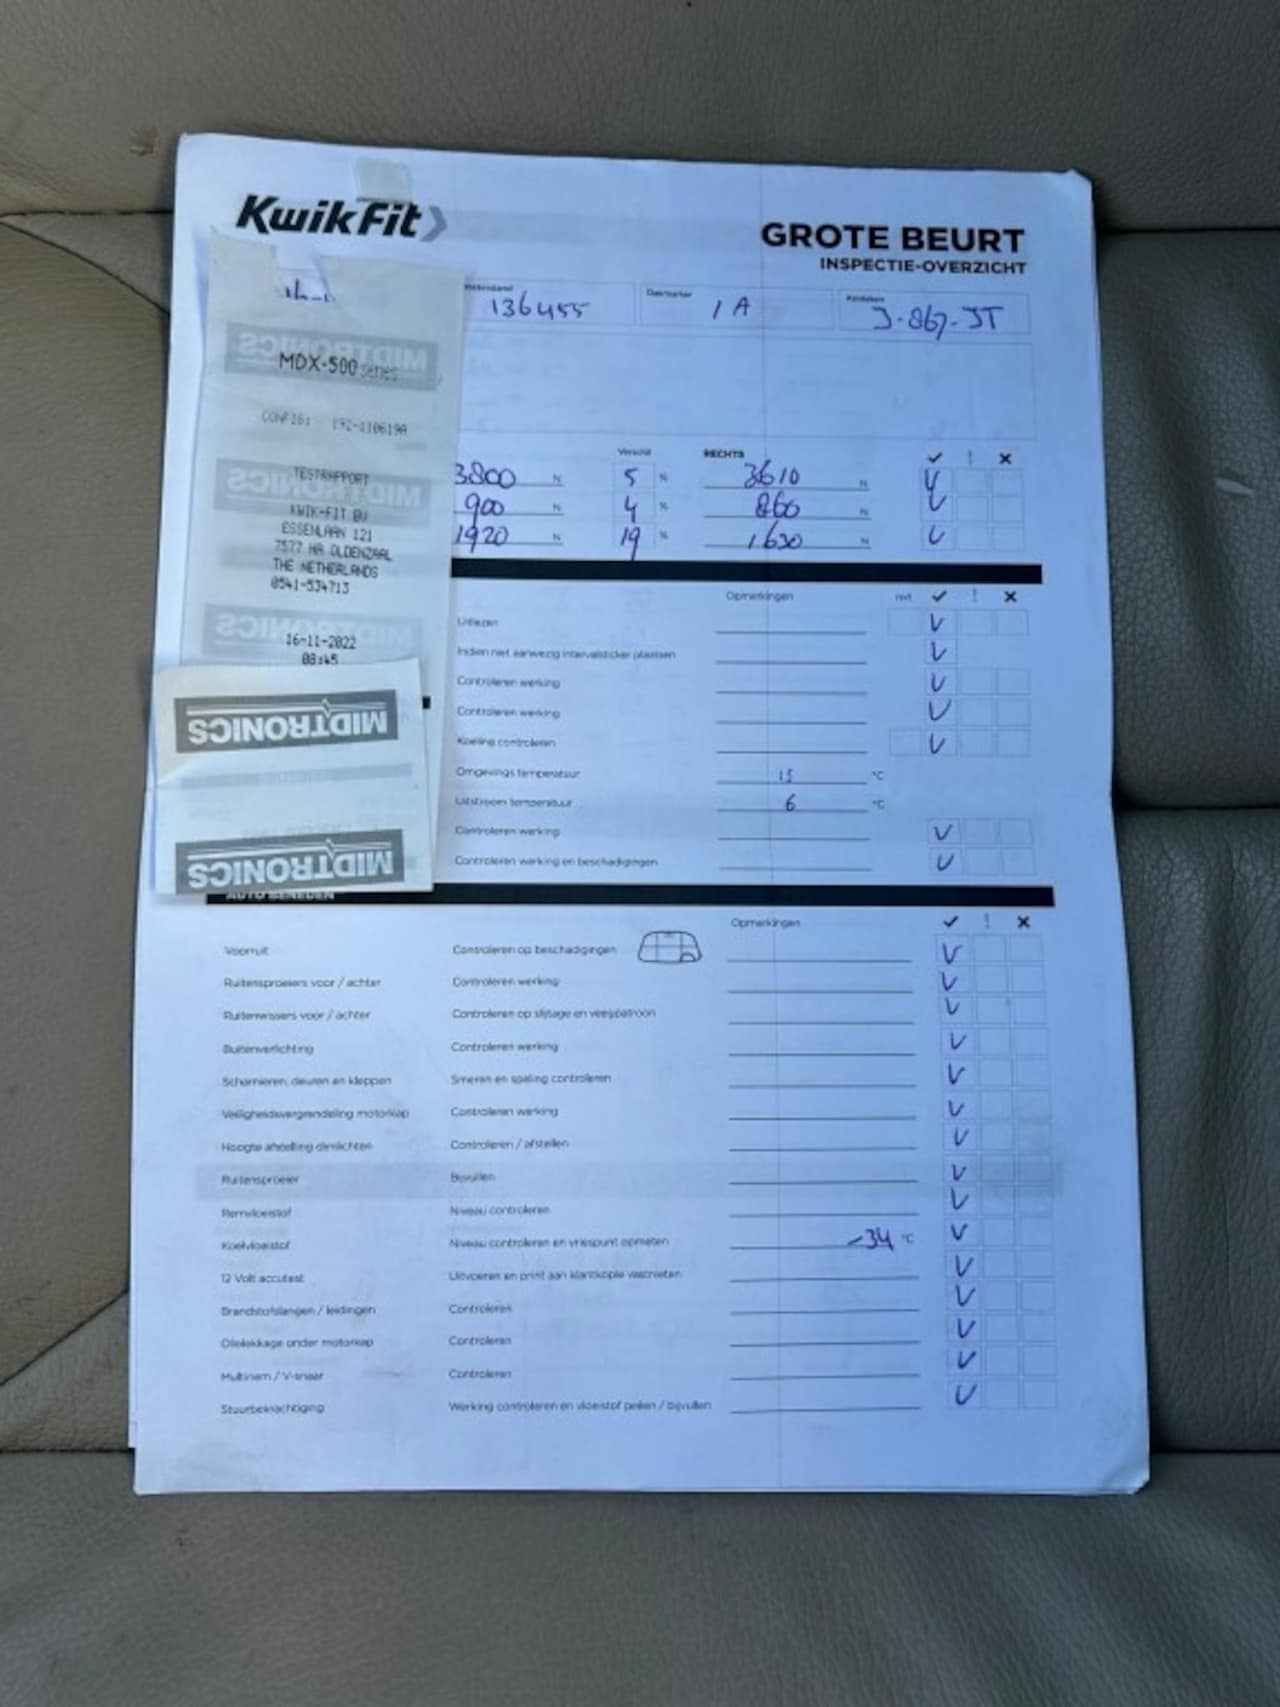 KwikFit
GROTE BEURT
INSPECTIE-OVERZICHT
136455
1 A
J-867-JT
MIDTRONICS
MDX-500 series
CONFIG: 192-110619A
TESTRAPPORT
MIDTRONICS
KWIK-FIT BV
ESSENLAAN 121
7577 HA OLDENZAAL
THE NETHERLANDS
0541-534713
MIDTRONICS
16-11-2022
08:45
MIDTRONICS
MIDTRONICS
Verschil RECHTS
3800 N 5 % 3610 N
900 N 4 % 860 N
1920 N 19 % 1630 N
Opmerkingen nvt
Uitlezen
Indien niet aanwezig intervalsticker plaatsen
Controleren werking
Controleren werking
Koeling controleren
Omgevings temperatuur 15 °C
Uitstroom temperatuur 6 °C
Controleren werking
Controleren werking en beschadigingen
AUTO BENEDEN
Opmerkingen
Voorruit Controleren op beschadigingen
Ruitensproeiers voor / achter Controleren werking
Ruitenwissers voor / achter Controleren op slijtage en veegpatroon
Buitenverlichting Controleren werking
Scharnieren, deuren en kleppen Smeren en speling controleren
Veiligheidsvergrendeling motorkap Controleren werking
Hoogte afstelling dimlichten Controleren / afstellen
Ruitensproeier Bijvullen
Remvloeistof Niveau controleren
Koelvloeistof Niveau controleren en vriespunt opmeten -34 °C
12 Volt accutest Uitvoeren en print aan klantkopie vastnieten
Brandstofslangen / leidingen Controleren
Olielekkage onder motorkap Controleren
Multiriem / V-snaar Controleren
Stuurbekrachtiging Werking controleren en vloeistof peilen / bijvullen